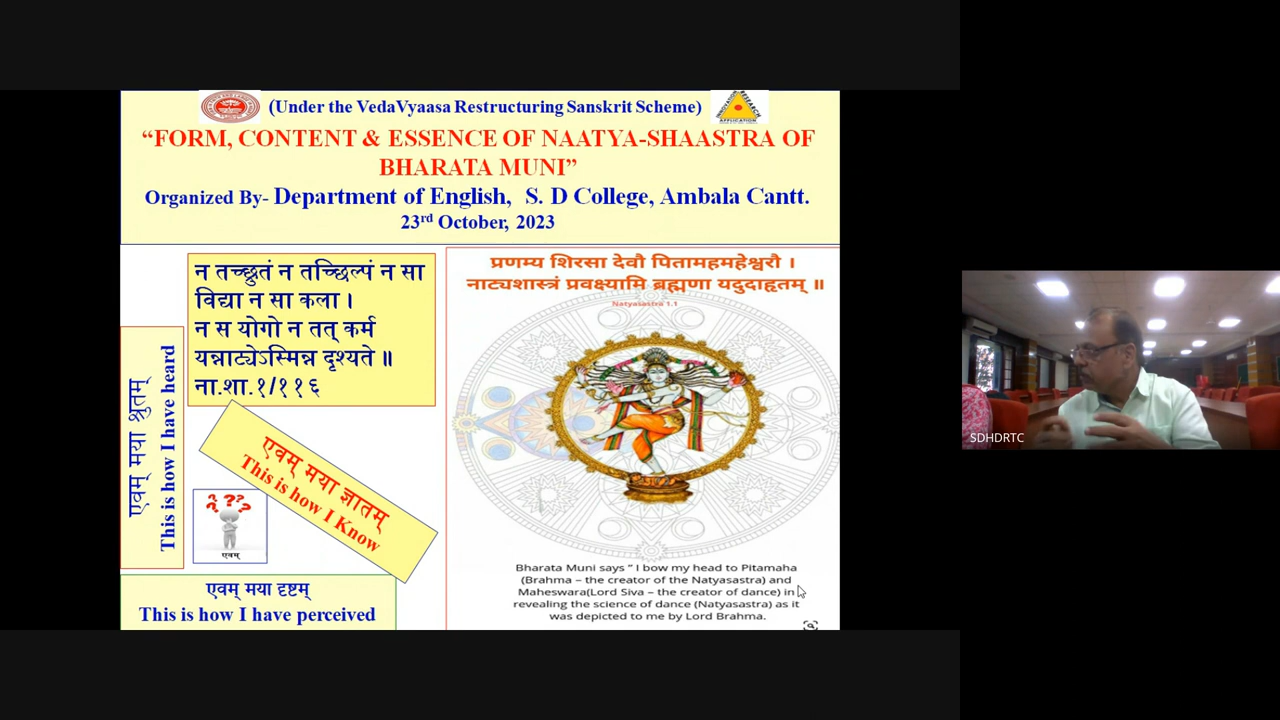 (Under the VedaVyaasa Restructuring Sanskrit Scheme)
“FORM, CONTENT & ESSENCE OF NAATYA-SHAASTRA OF
BHARATA MUNI”
Organized By- Department of English, S. D College, Ambala Cantt.
23rd October, 2023
न तच्छ्रुतं न तच्छिल्पं न सा
विद्या न सा कला ।
न स योगो न तत् कर्म
यन्नाट्येऽस्मिन्न दृश्यते ॥
ना.शा.१/११६
एवम् मया श्रुतम्
This is how I have heard
एवम् मया ज्ञातम्
This is how I Know
एवम्
एवम् मया दृष्टम्
This is how I have perceived
प्रणम्य शिरसा देवौ पितामहमहेश्वरौ ।
नाट्यशास्त्रं प्रवक्ष्यामि ब्रह्मणा यदुदाहृतम् ॥
Natyasastra 1.1
Bharata Muni says “ I bow my head to Pitamaha
(Brahma – the creator of the Natyasastra) and
Maheswara(Lord Siva – the creator of dance) in
revealing the science of dance (Natyasastra) as it
was depicted to me by Lord Brahma.
SDHDRTC